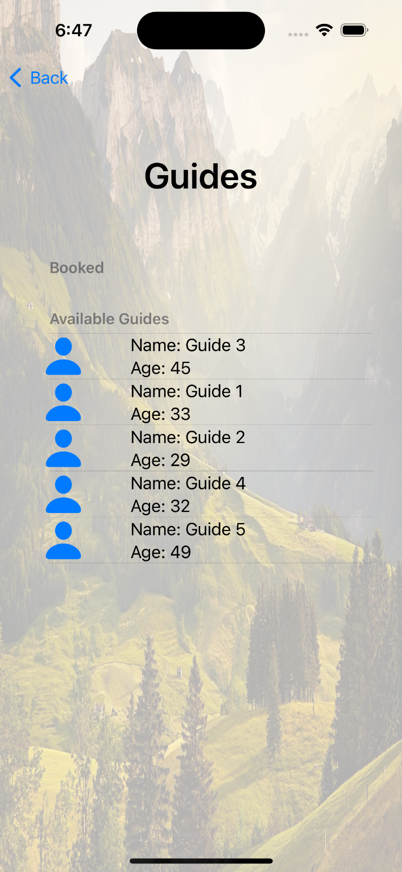 6:47
Back
Guides
Booked
Available Guides
Name: Guide 3
Age: 45
Name: Guide 1
Age: 33
Name: Guide 2
Age: 29
Name: Guide 4
Age: 32
Name: Guide 5
Age: 49